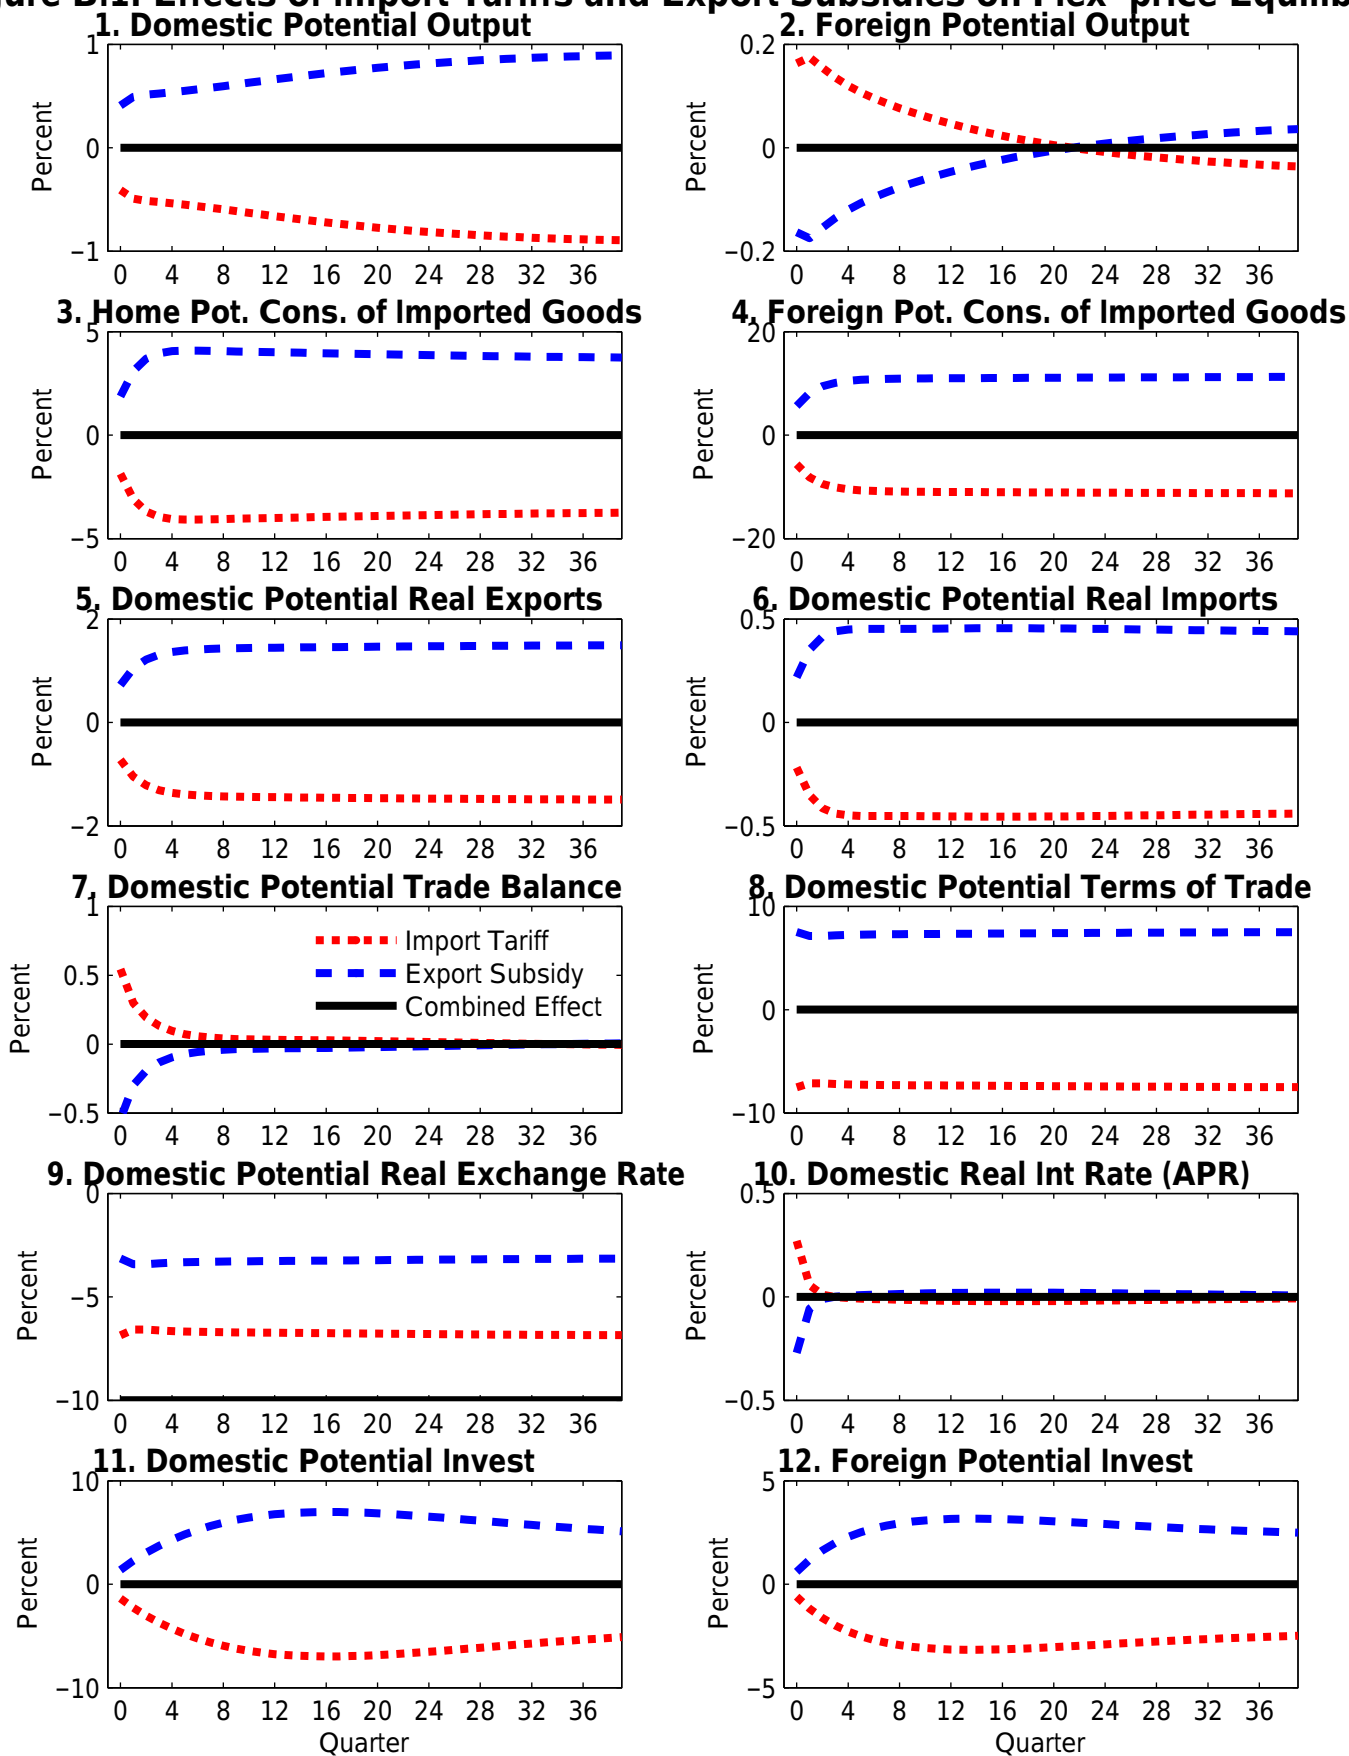 B.1: Effects of Import Tariffs and Export Subsidies on Flex-price
1. Domestic Potential Output
2. Foreign Potential Output
1
0
−1
Percent
0 4 8 12 16 20 24 28 32 36
0.2
0
−0.2
Percent
0 4 8 12 16 20 24 28 32 36
3. Home Pot. Cons. of Imported Goods
4. Foreign Pot. Cons. of Imported Goods
5
0
−5
Percent
0 4 8 12 16 20 24 28 32 36
20
0
−20
Percent
0 4 8 12 16 20 24 28 32 36
5. Domestic Potential Real Exports
6. Domestic Potential Real Imports
2
0
−2
Percent
0 4 8 12 16 20 24 28 32 36
0.5
0
−0.5
Percent
0 4 8 12 16 20 24 28 32 36
7. Domestic Potential Trade Balance
8. Domestic Potential Terms of Trade
1
0.5
0
−0.5
Percent
Import Tariff
Export Subsidy
Combined Effect
0 4 8 12 16 20 24 28 32 36
10
0
−10
Percent
0 4 8 12 16 20 24 28 32 36
9. Domestic Potential Real Exchange Rate
10. Domestic Real Int Rate (APR)
0
−5
−10
Percent
0 4 8 12 16 20 24 28 32 36
0.5
0
−0.5
Percent
0 4 8 12 16 20 24 28 32 36
11. Domestic Potential Invest
12. Foreign Potential Invest
10
0
−10
Percent
0 4 8 12 16 20 24 28 32 36
Quarter
5
0
−5
Percent
0 4 8 12 16 20 24 28 32 36
Quarter